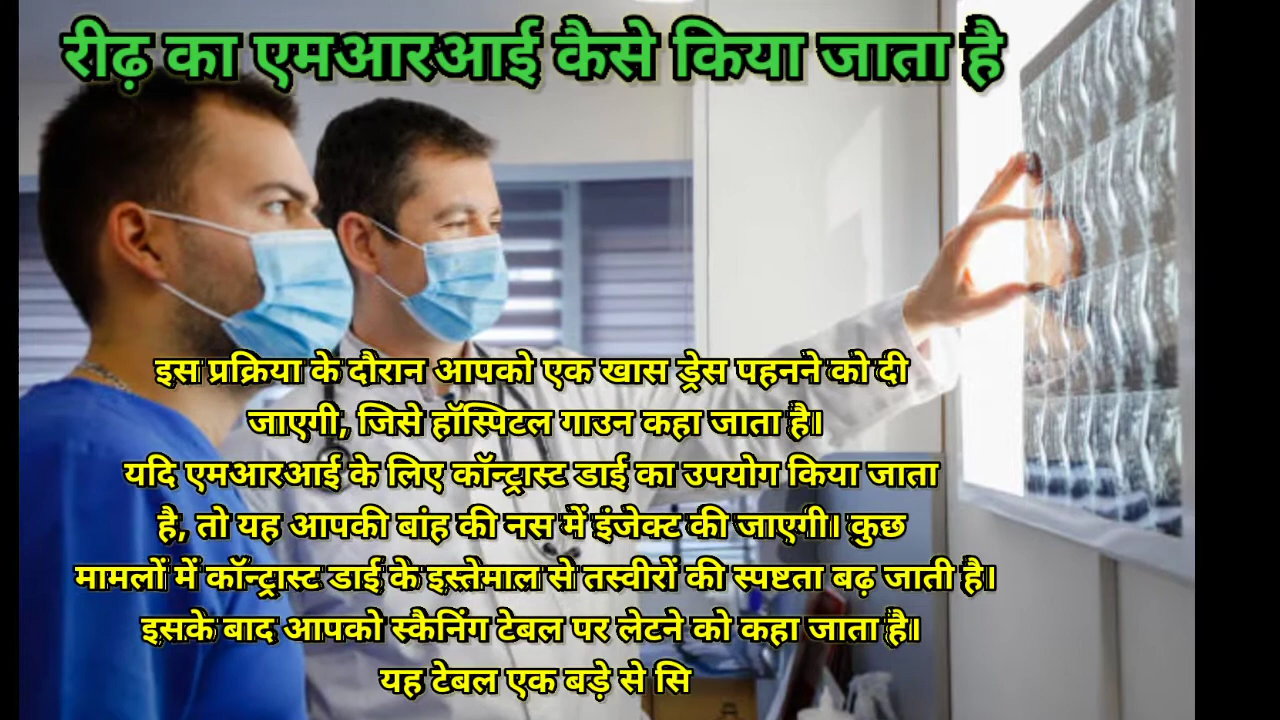 रीढ़ का एमआरआई कैसे किया जाता है
इस प्रक्रिया के दौरान आपको एक खास ड्रेस पहनने को दी
जाएगी, जिसे हॉस्पिटल गाउन कहा जाता है।
यदि एमआरआई के लिए कॉन्ट्रास्ट डाई का उपयोग किया जाता
है, तो यह आपकी बांह की नस में इंजेक्ट की जाएगी। कुछ
मामलों में कॉन्ट्रास्ट डाई के इस्तेमाल से तस्वीरों की स्पष्टता बढ़ जाती है।
इसके बाद आपको स्कैनिंग टेबल पर लेटने को कहा जाता है।
यह टेबल एक बड़े से सि